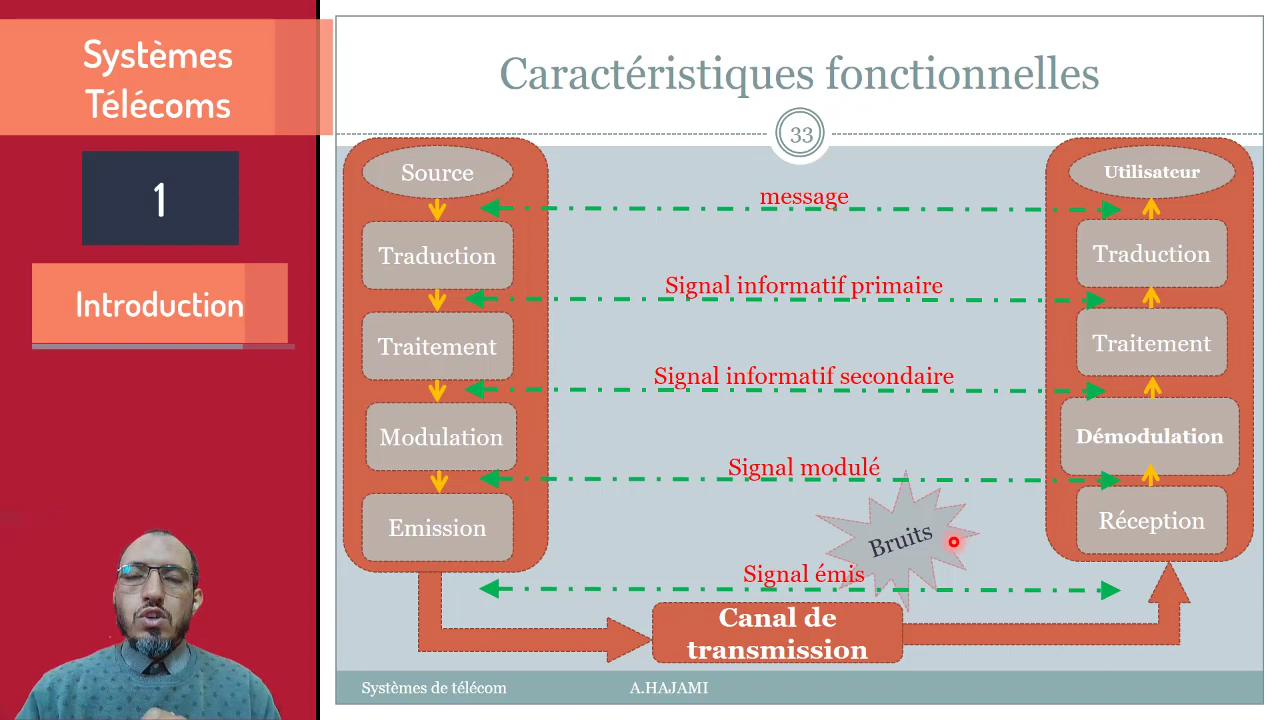 Systèmes
Télécoms
1
Introduction
Caractéristiques fonctionnelles
33
Source
Utilisateur
message
Traduction
Traduction
Signal informatif primaire
Traitement
Traitement
Signal informatif secondaire
Modulation
Démodulation
Signal modulé
Emission
Réception
Bruits
Signal émis
Canal de
transmission
Systèmes de télécom
A.HAJAMI